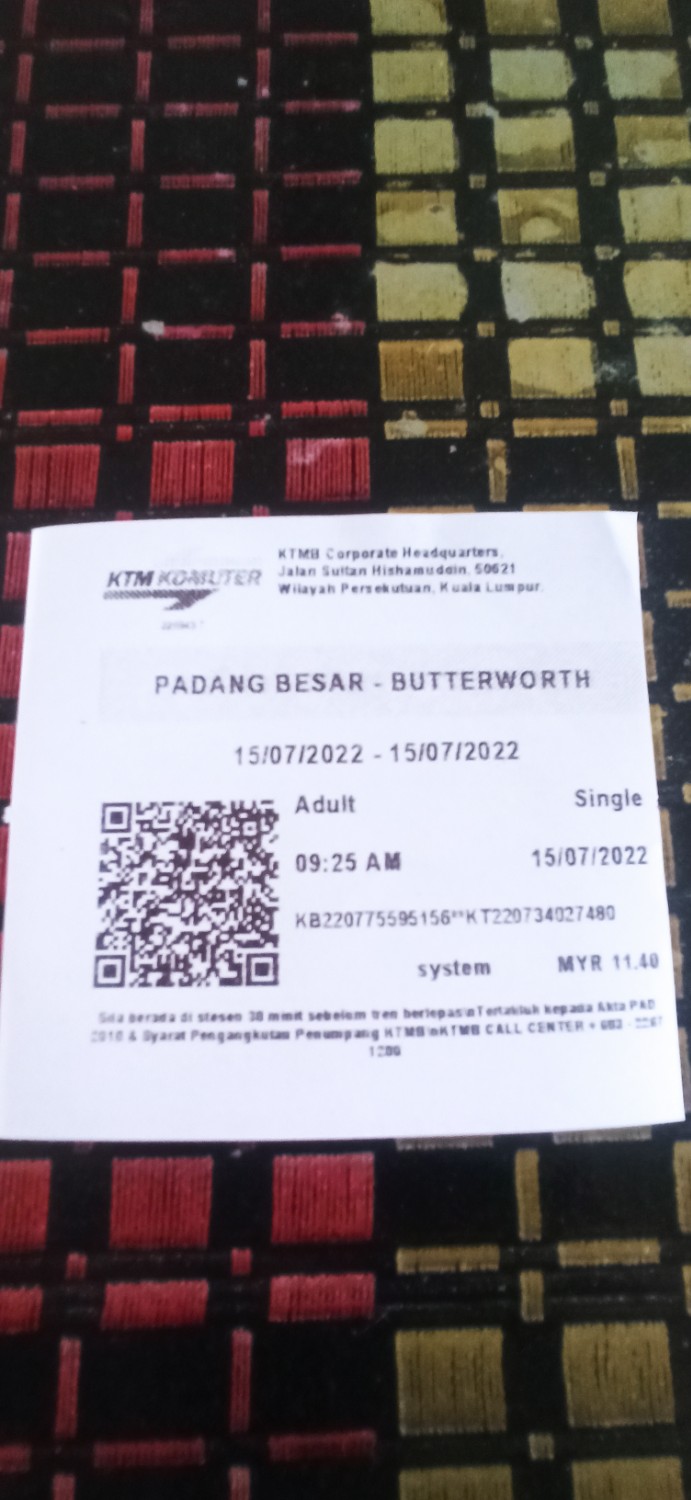 KTMB Corporate Headquarters,
Jalan Sultan Hishamuddin, 50621
Wilayah Persekutuan, Kuala Lumpur.
KTM KOMUTER
PADANG BESAR - BUTTERWORTH
15/07/2022 - 15/07/2022
Adult Single
09:25 AM 15/07/2022
KB220775595156**KT220734027480
system MYR 11.40
Sila berada di stesen 30 minit sebelum tren berlepas\nTertakluk kepada Akta PAD
2010 & Syarat Pengangkutan Penumpang KTMB\nKTMB CALL CENTER + 603 -